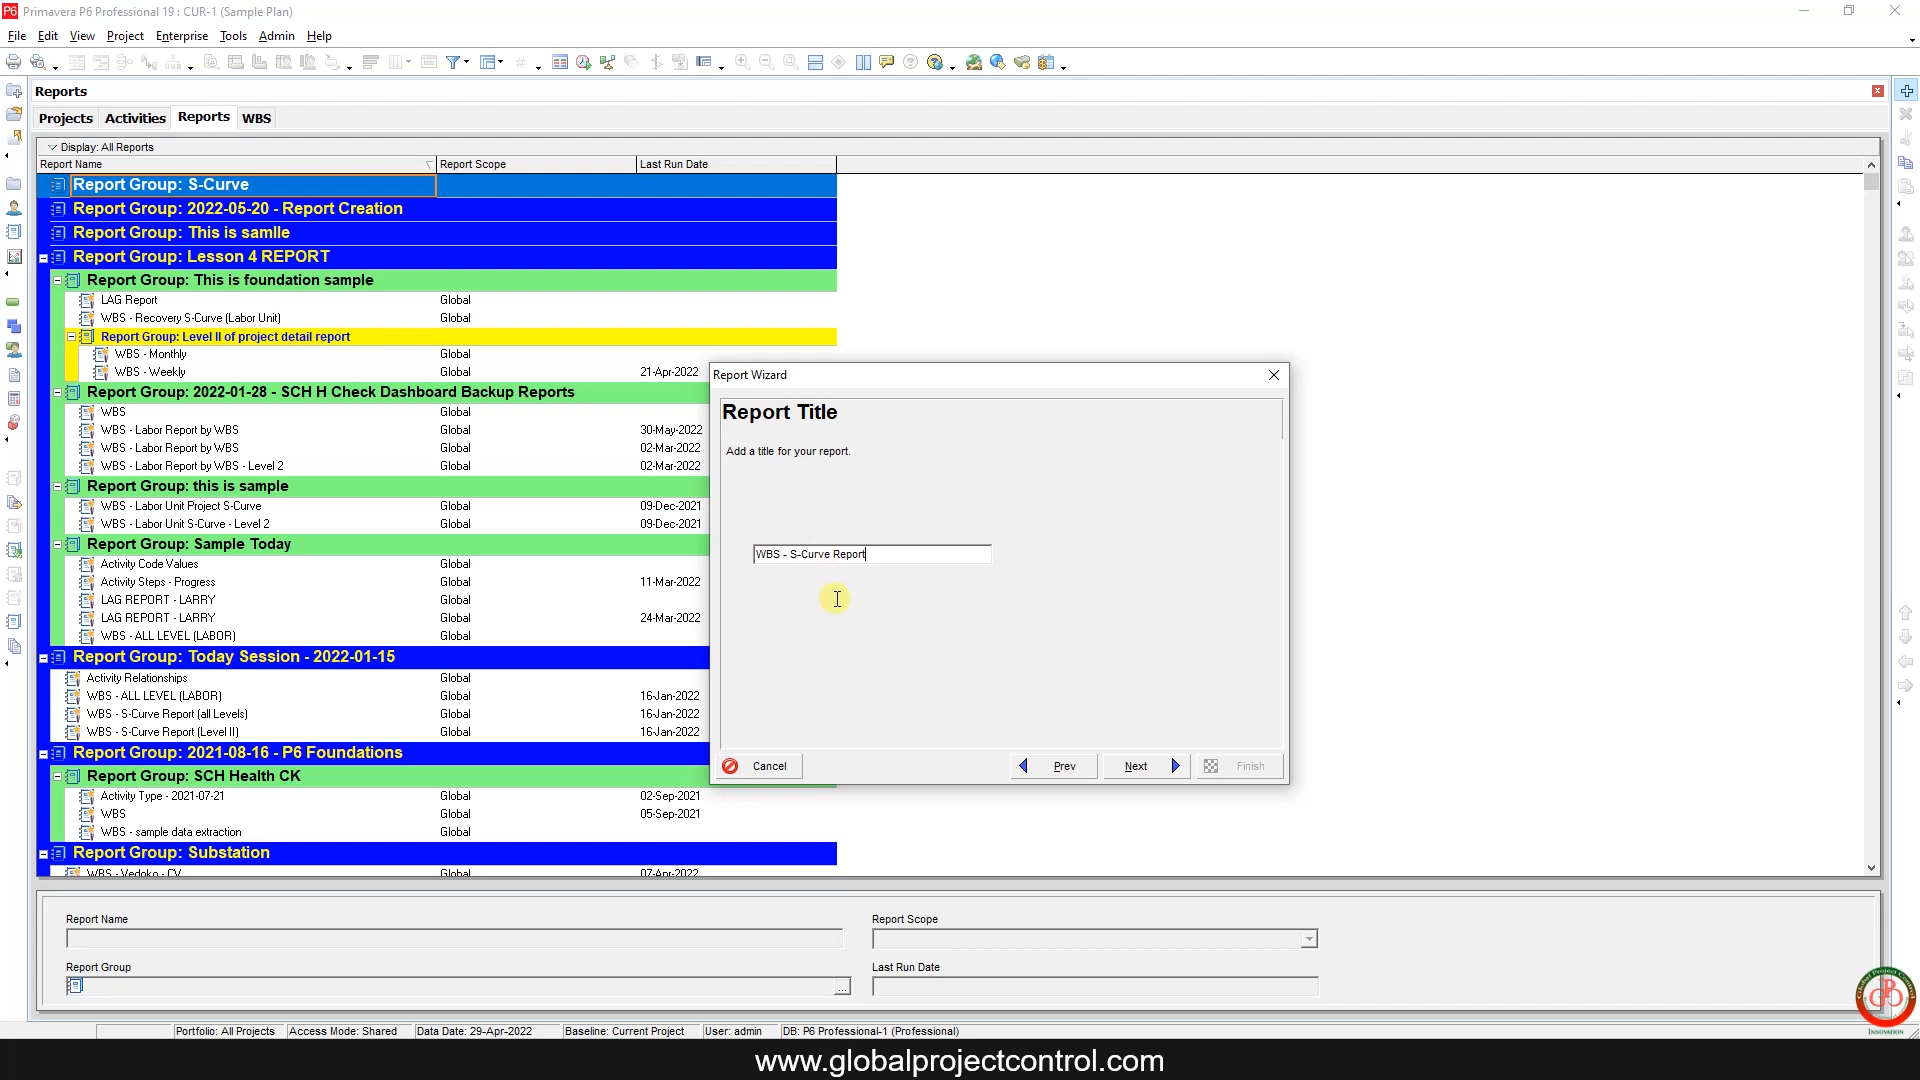 P6 Primavera P6 Professional 19 : CUR-1 (Sample Plan)
File Edit View Project Enterprise Tools Admin Help
Reports
Projects Activities Reports WBS
Display: All Reports
Report Name Report Scope Last Run Date
Report Group: S-Curve
Report Group: 2022-05-20 - Report Creation
Report Group: This is samlle
Report Group: Lesson 4 REPORT
Report Group: This is foundation sample
LAG Report Global
WBS - Recovery S-Curve (Labor Unit) Global
Report Group: Level II of project detail report
WBS - Monthly Global
WBS - Weekly Global 21-Apr-2022
Report Group: 2022-01-28 - SCH H Check Dashboard Backup Reports
WBS Global
WBS - Labor Report by WBS Global 30-May-2022
WBS - Labor Report by WBS Global 02-Mar-2022
WBS - Labor Report by WBS - Level 2 Global 02-Mar-2022
Report Group: this is sample
WBS - Labor Unit Project S-Curve Global 09-Dec-2021
WBS - Labor Unit S-Curve - Level 2 Global 09-Dec-2021
Report Group: Sample Today
Activity Code Values Global
Activity Steps - Progress Global 11-Mar-2022
LAG REPORT - LARRY Global
LAG REPORT - LARRY Global 24-Mar-2022
WBS - ALL LEVEL (LABOR) Global
Report Group: Today Session - 2022-01-15
Activity Relationships Global
WBS - ALL LEVEL (LABOR) Global 16-Jan-2022
WBS - S-Curve Report (all Levels) Global 16-Jan-2022
WBS - S-Curve Report (Level II) Global 16-Jan-2022
Report Group: 2021-08-16 - P6 Foundations
Report Group: SCH Health CK
Activity Type - 2021-07-21 Global 02-Sep-2021
WBS Global 05-Sep-2021
WBS - sample data extraction Global
Report Group: Substation
WBS - Vedoko - CV Global 07-Apr-2022
Report Wizard
Report Title
Add a title for your report.
WBS - S-Curve Report
Cancel Prev Next Finish
Report Name Report Scope
Report Group Last Run Date
...
Portfolio: All Projects Access Mode: Shared Data Date: 29-Apr-2022 Baseline: Current Project User: admin DB: P6 Professional-1 (Professional)
www.globalprojectcontrol.com